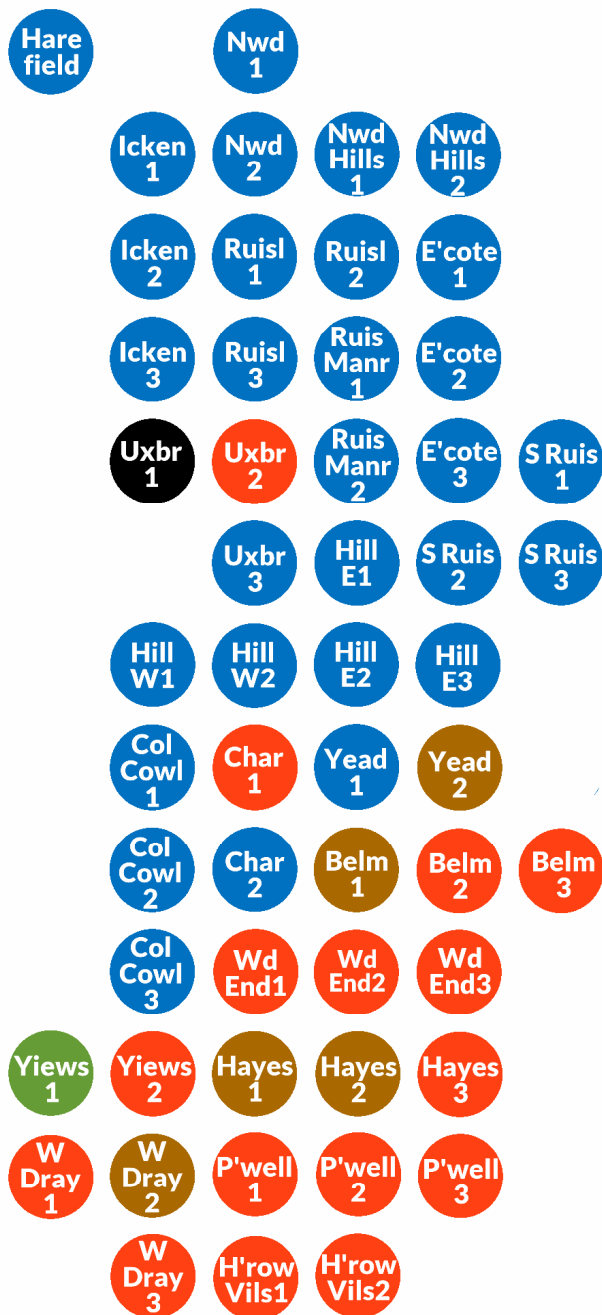 Hare
field
Nwd
1
Icken
1
Nwd
2
Nwd
Hills
1
Nwd
Hills
2
Icken
2
Ruisl
1
Ruisl
2
E'cote
1
Icken
3
Ruisl
3
Ruis
Manr
1
E'cote
2
Uxbr
1
Uxbr
2
Ruis
Manr
2
E'cote
3
S Ruis
1
Uxbr
3
Hill
E1
S Ruis
2
S Ruis
3
Hill
W1
Hill
W2
Hill
E2
Hill
E3
Col
Cowl
1
Char
1
Yead
1
Yead
2
Col
Cowl
2
Char
2
Belm
1
Belm
2
Belm
3
Col
Cowl
3
Wd
End1
Wd
End2
Wd
End3
Yiews
1
Yiews
2
Hayes
1
Hayes
2
Hayes
3
W
Dray
1
W
Dray
2
P'well
1
P'well
2
P'well
3
W
Dray
3
H'row
Vils1
H'row
Vils2